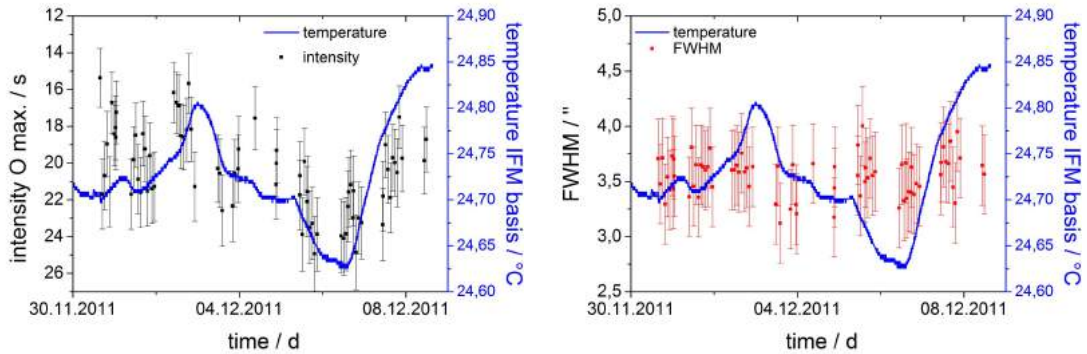 12
14
16
18
20
22
24
26
intensity O max. / s
temperature
intensity
24,90
24,85
24,80
24,75
24,70
24,65
24,60
temperature IFM basis / °C
30.11.2011 04.12.2011 08.12.2011
time / d
5,0
4,5
4,0
3,5
3,0
2,5
FWHM / "
temperature
FWHM
24,90
24,85
24,80
24,75
24,70
24,65
24,60
temperature IFM basis / °C
30.11.2011 04.12.2011 08.12.2011
time / d